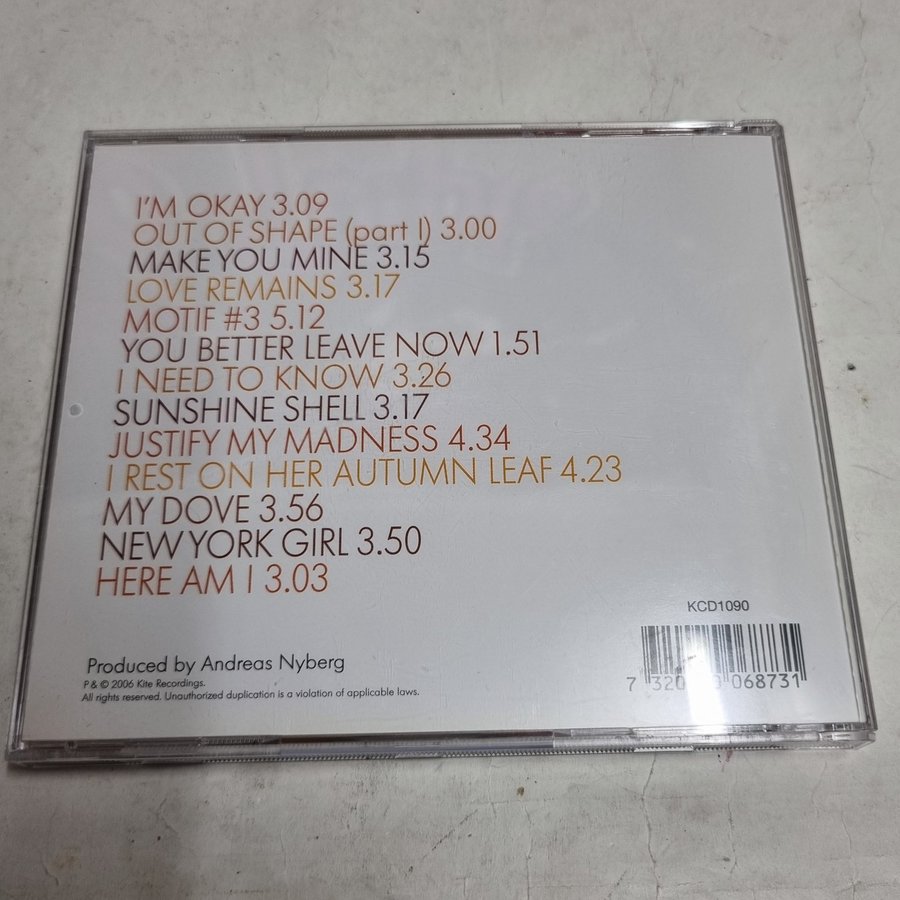 I'M OKAY 3.09
OUT OF SHAPE (part I) 3.00
MAKE YOU MINE 3.15
LOVE REMAINS 3.17
MOTIF #3 5.12
YOU BETTER LEAVE NOW 1.51
I NEED TO KNOW 3.26
SUNSHINE SHELL 3.17
JUSTIFY MY MADNESS 4.34
I REST ON HER AUTUMN LEAF 4.23
MY DOVE 3.56
NEW YORK GIRL 3.50
HERE AM I 3.03
KCD1090
Produced by Andreas Nyberg
P & © 2006 Kite Recordings.
All rights reserved. Unauthorized duplication is a violation of applicable laws.
7 068731